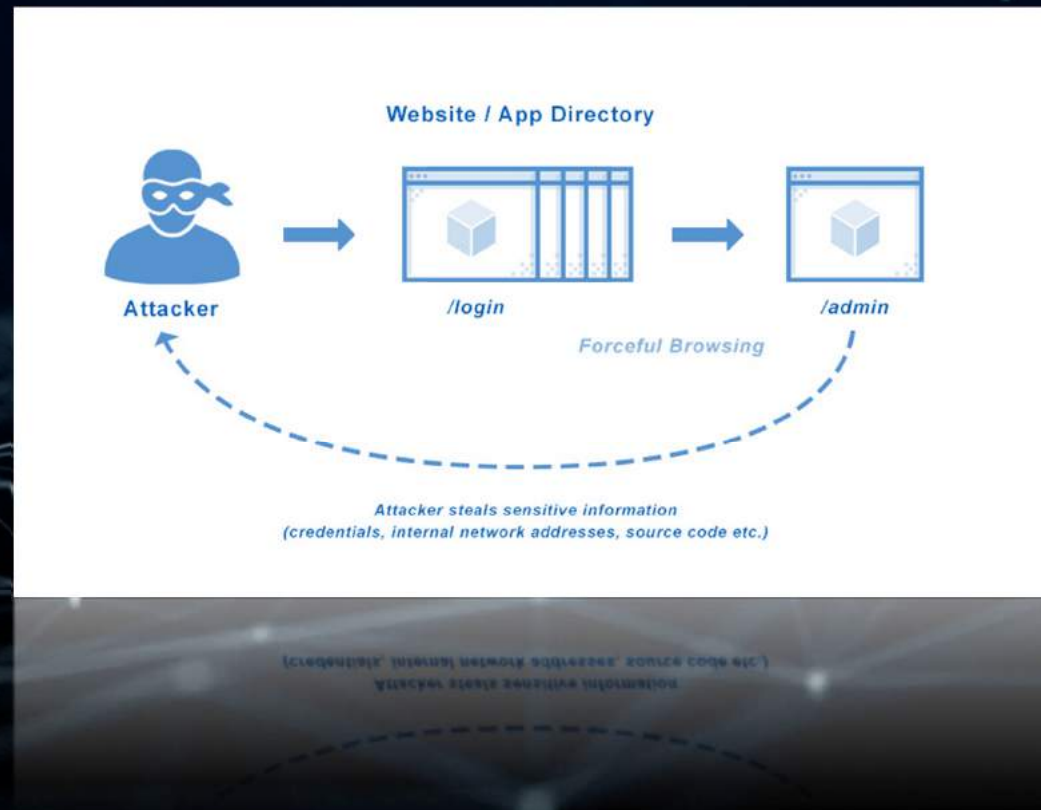 Website / App Directory
Attacker
/login
/admin
Forceful Browsing
Attacker steals sensitive information
(credentials, internal network addresses, source code etc.)